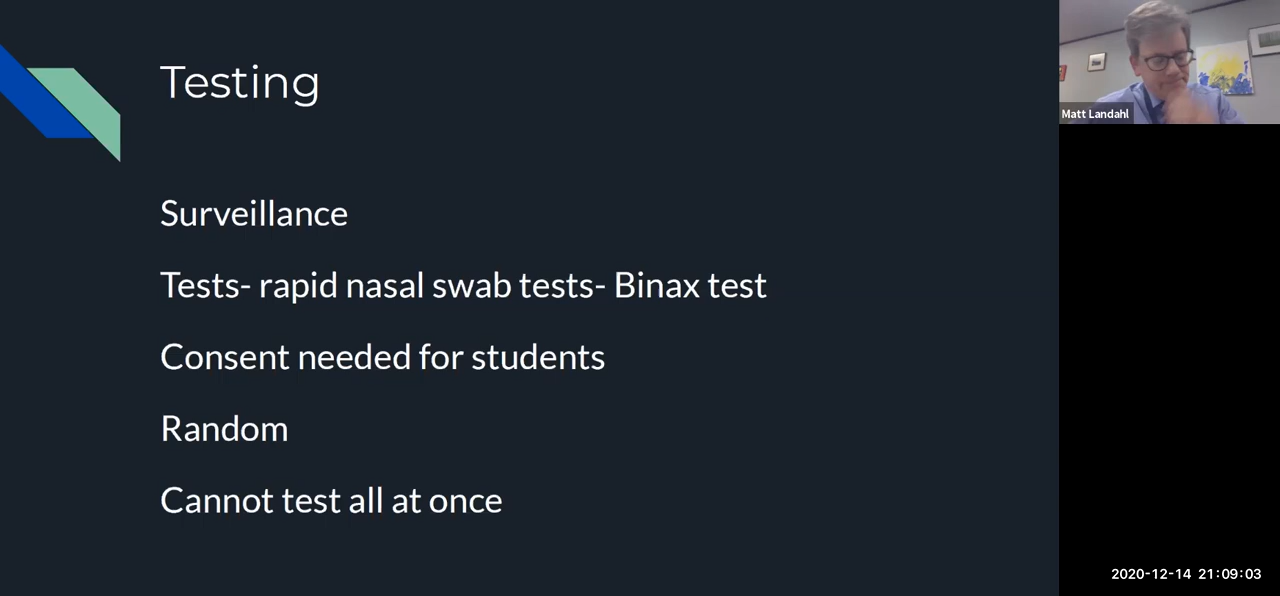 Testing
Surveillance
Tests- rapid nasal swab tests- Binax test
Consent needed for students
Random
Cannot test all at once
Matt Landahl
2020-12-14 21:09:03